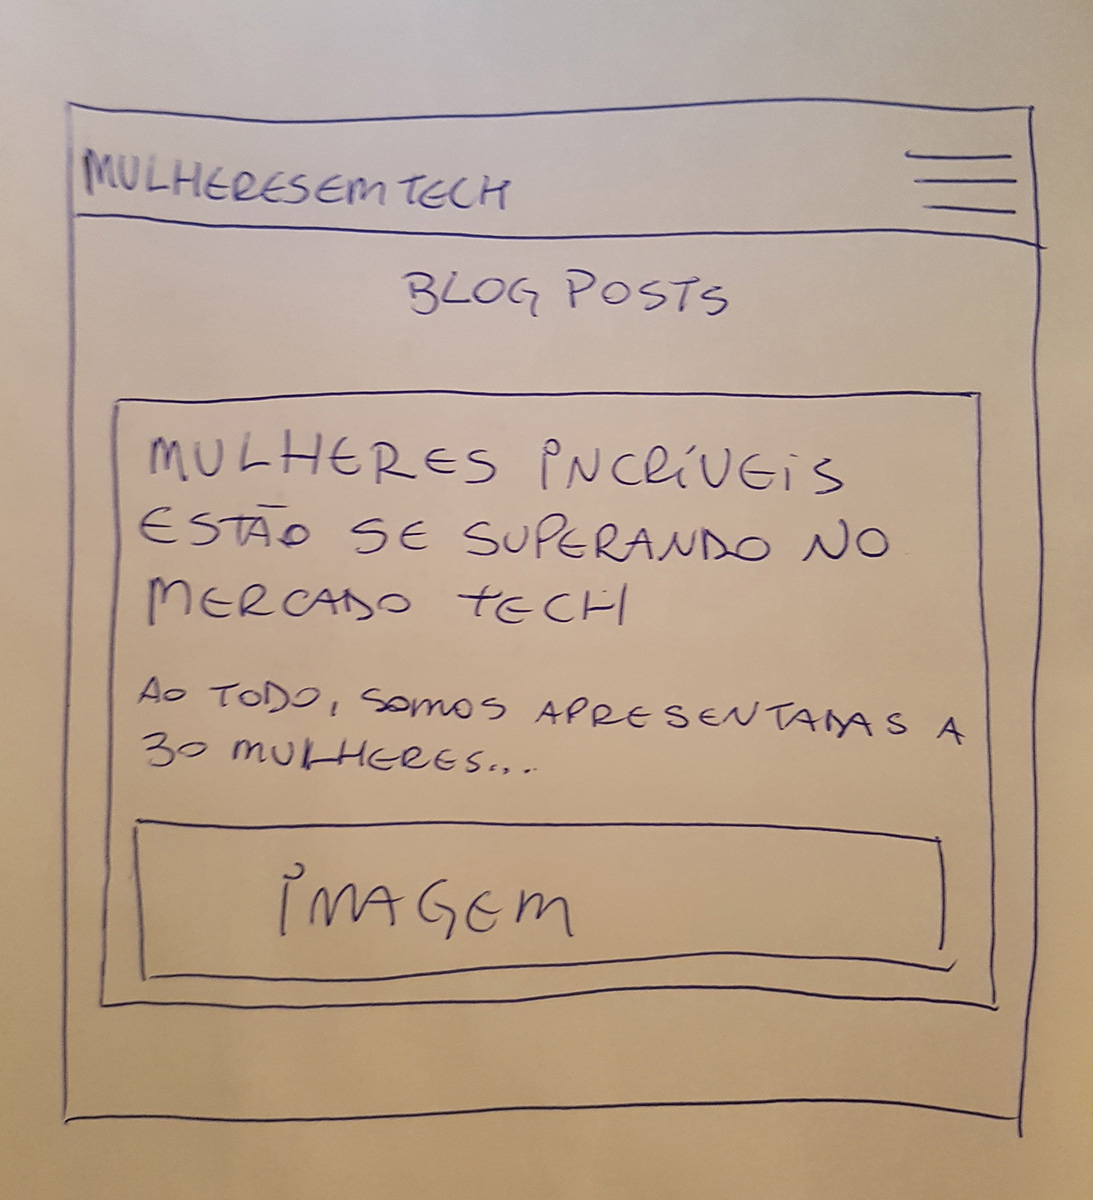 MULHERESEMTECH
BLOG POSTS
MULHERES INCRÍVEIS
ESTÃO SE SUPERANDO NO
MERCADO TECH
AO TODO, SOMOS APRESENTADAS A
30 MULHERES...
IMAGEM